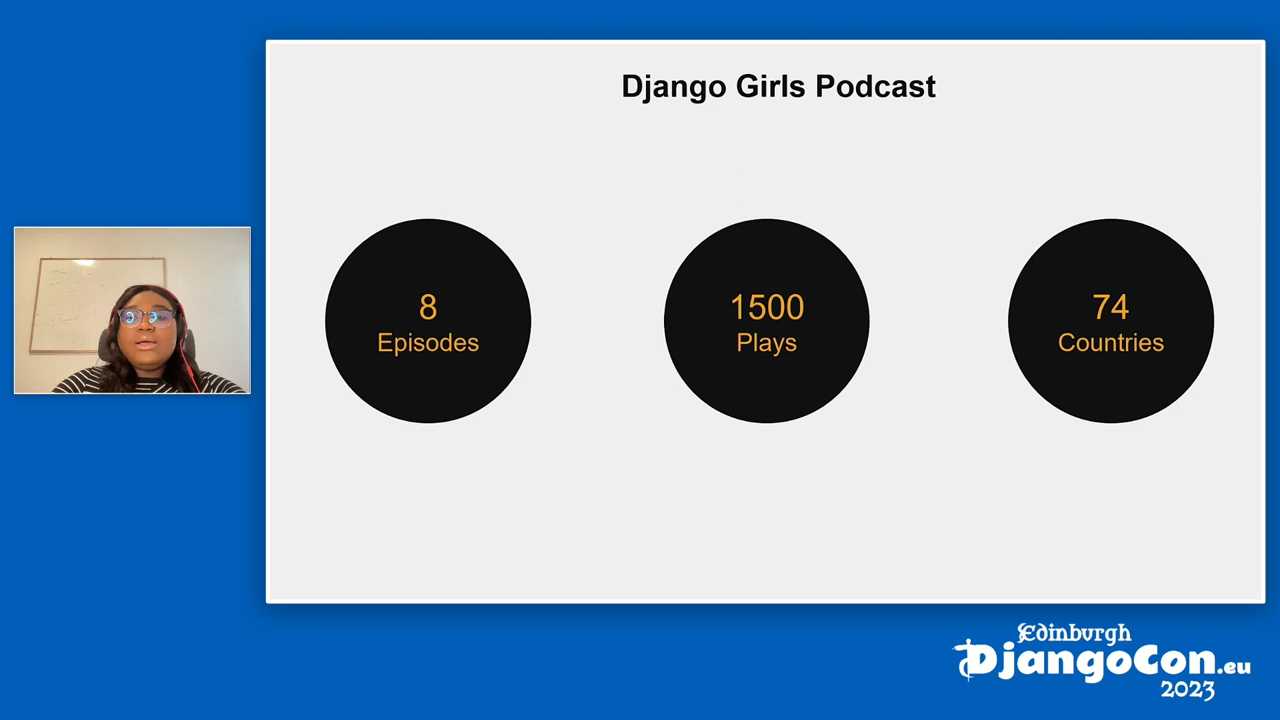 Django Girls Podcast
8
Episodes
1500
Plays
74
Countries
Edinburgh
DjangoCon.eu
2023